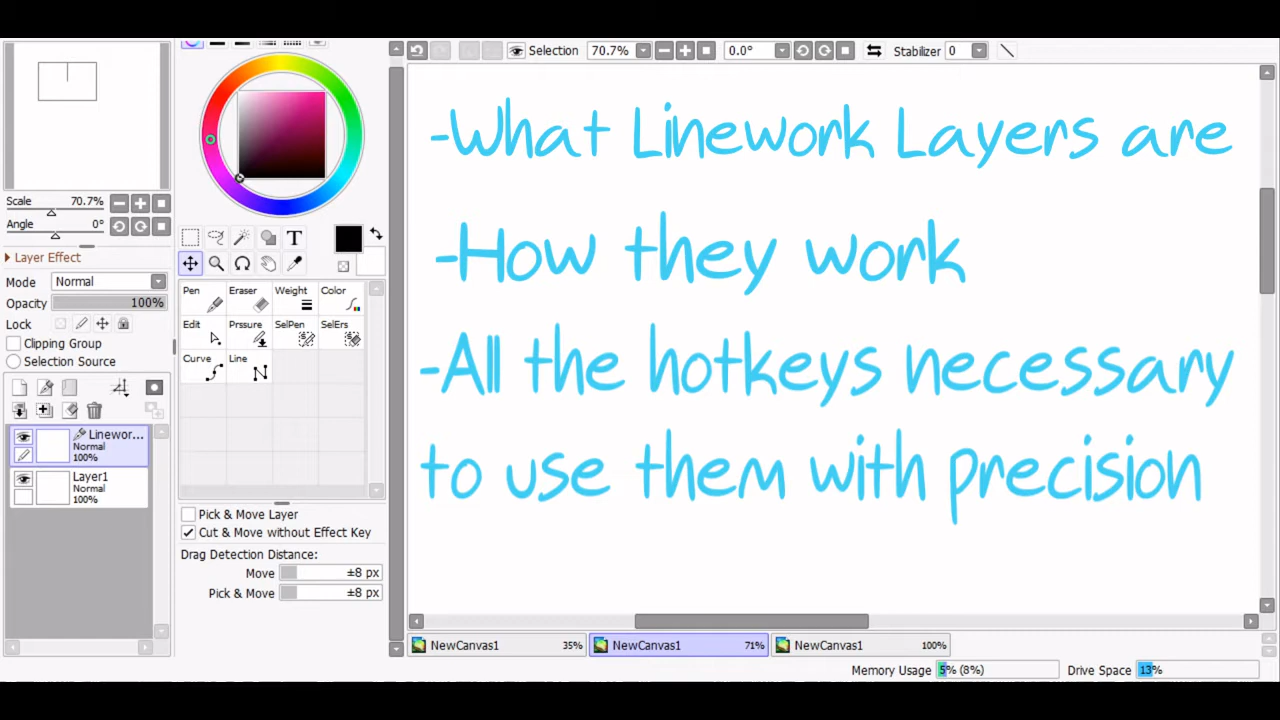 Selection
70.7%
0.0°
Stabilizer 0
Scale 70.7%
Angle 0°
Layer Effect
Mode Normal
Opacity 100%
Lock
Clipping Group
Selection Source
Linewor...
Normal
100%
Layer1
Normal
100%
T
Pen Eraser Weight Color
Edit Prssure SelPen SelErs
Curve Line
Pick & Move Layer
Cut & Move without Effect Key
Drag Detection Distance:
Move ±8 px
Pick & Move ±8 px
-What Linework Layers are
-How they work
-All the hotkeys necessary
to use them with precision
NewCanvas1 35% NewCanvas1 71% NewCanvas1 100%
Memory Usage 5% (8%) Drive Space 13%